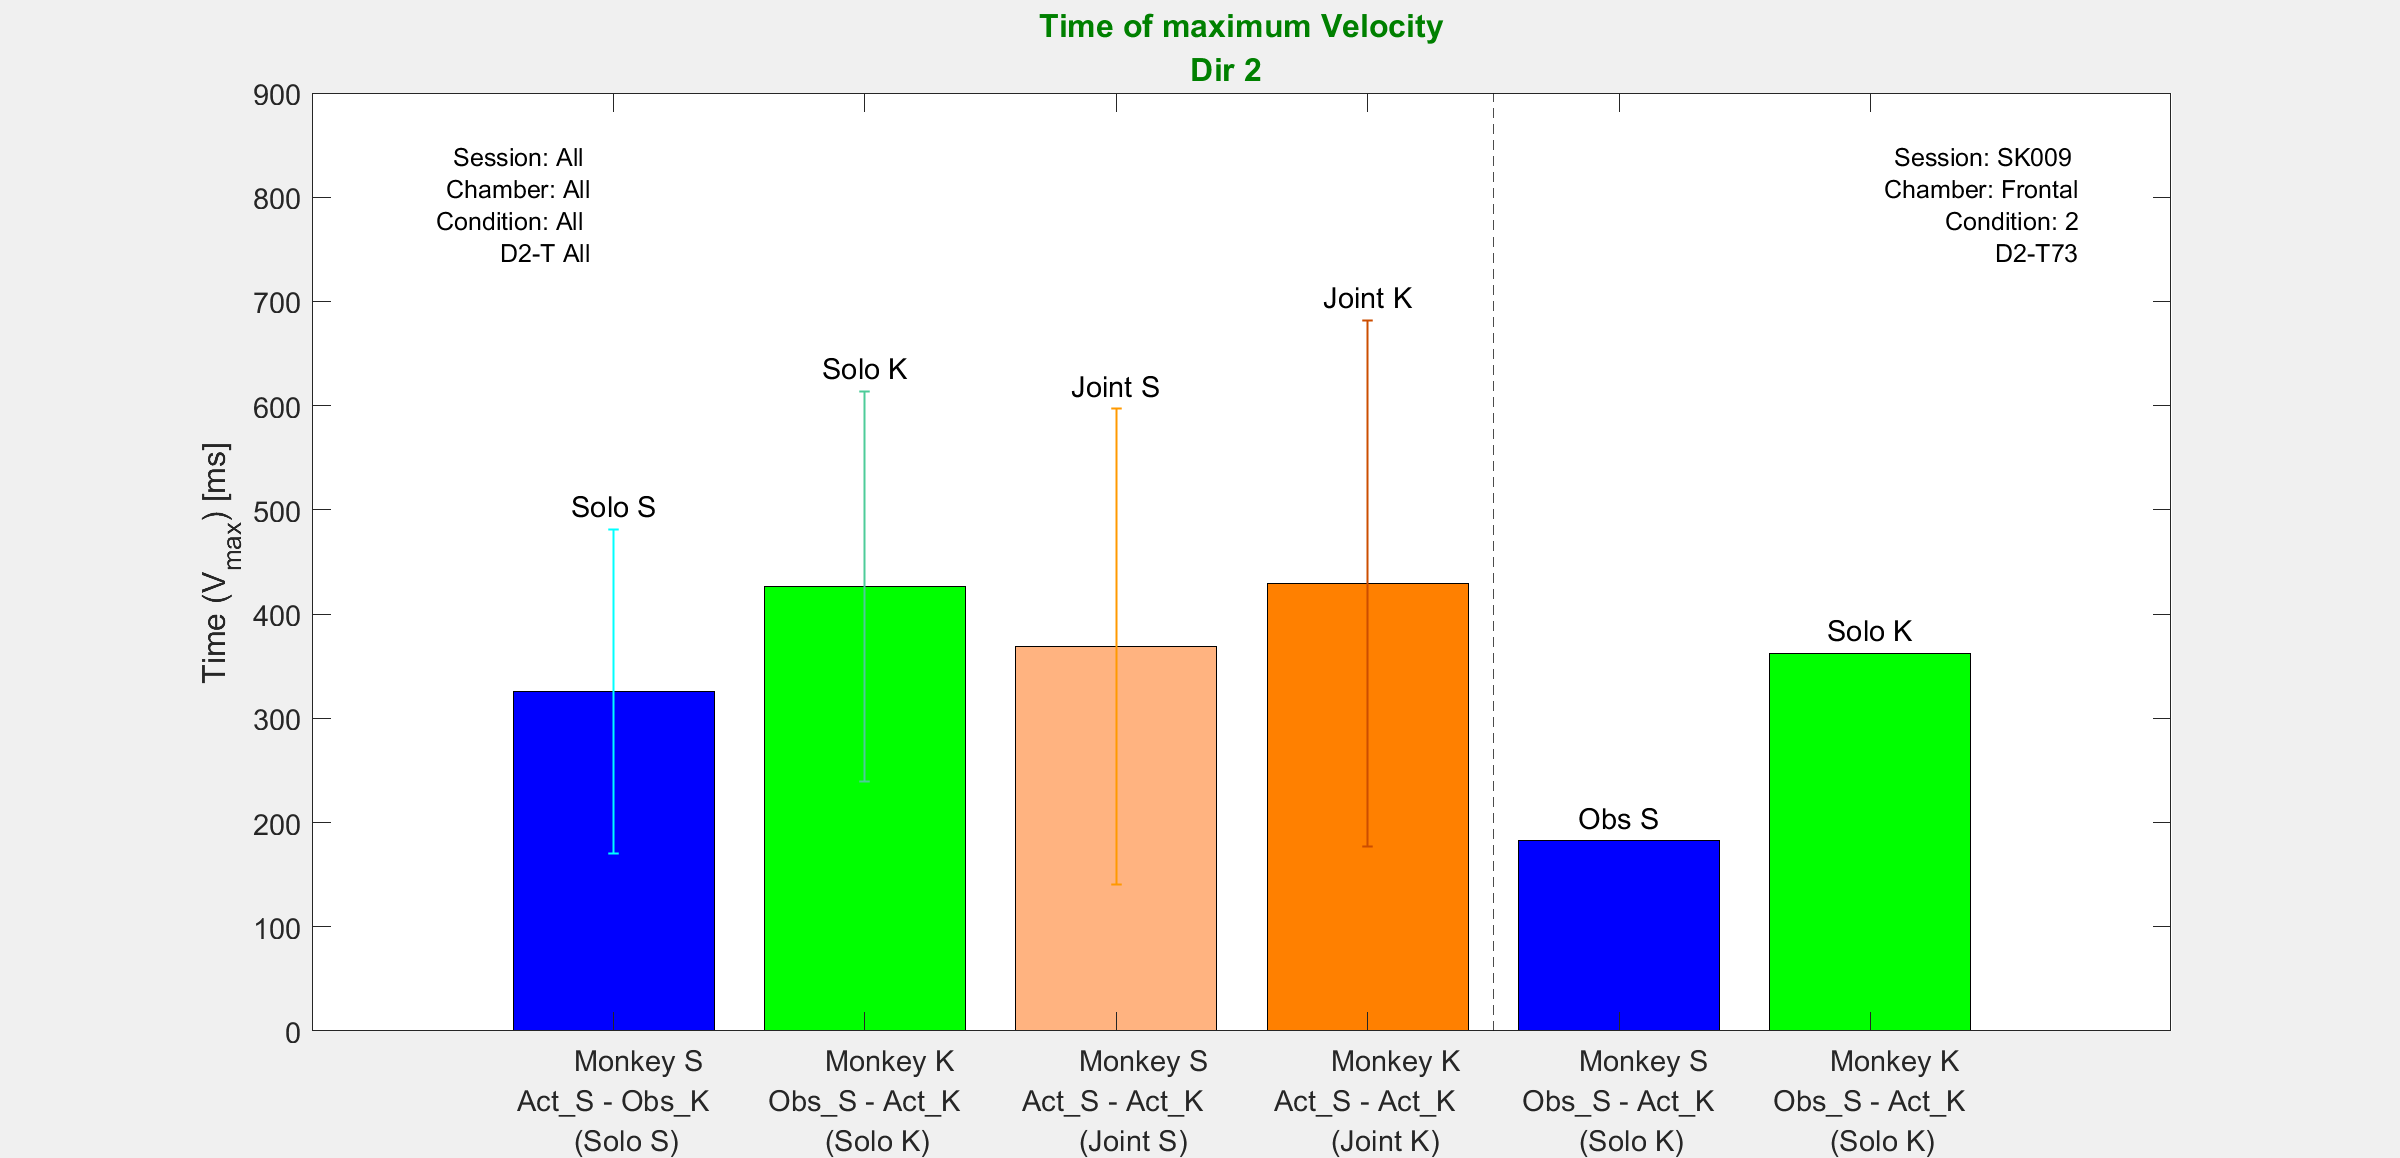 Time of maximum Velocity
Dir 2
Time (Vmax) [ms]
900
800
700
600
500
400
300
200
100
0
Session: All
Chamber: All
Condition: All
D2-T All
Session: SK009
Chamber: Frontal
Condition: 2
D2-T73
Solo S
Solo K
Joint S
Joint K
Obs S
Solo K
Monkey S
Act_S - Obs_K
(Solo S)
Monkey K
Obs_S - Act_K
(Solo K)
Monkey S
Act_S - Act_K
(Joint S)
Monkey K
Act_S - Act_K
(Joint K)
Monkey S
Obs_S - Act_K
(Solo K)
Monkey K
Obs_S - Act_K
(Solo K)